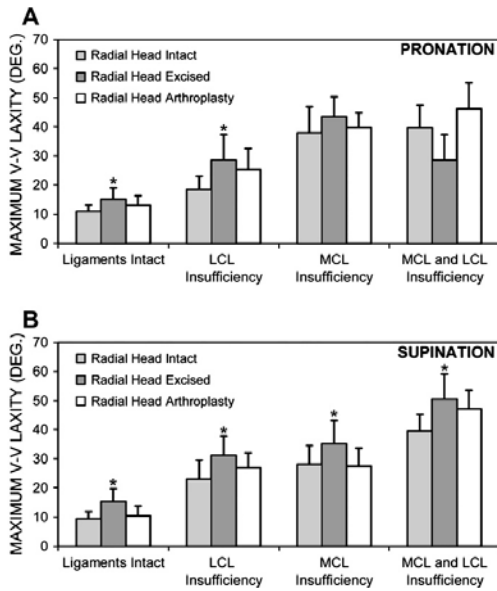 A
PRONATION
MAXIMUM V-V LAXITY (DEG.)
70
60
50
40
30
20
10
0
Radial Head Intact
Radial Head Excised
Radial Head Arthroplasty
*
*
Ligaments Intact
LCL
Insufficiency
MCL
Insufficiency
MCL and LCL
Insufficiency
B
SUPINATION
MAXIMUM V-V LAXITY (DEG.)
70
60
50
40
30
20
10
0
Radial Head Intact
Radial Head Excised
Radial Head Arthroplasty
*
*
*
*
Ligaments Intact
LCL
Insufficiency
MCL
Insufficiency
MCL and LCL
Insufficiency